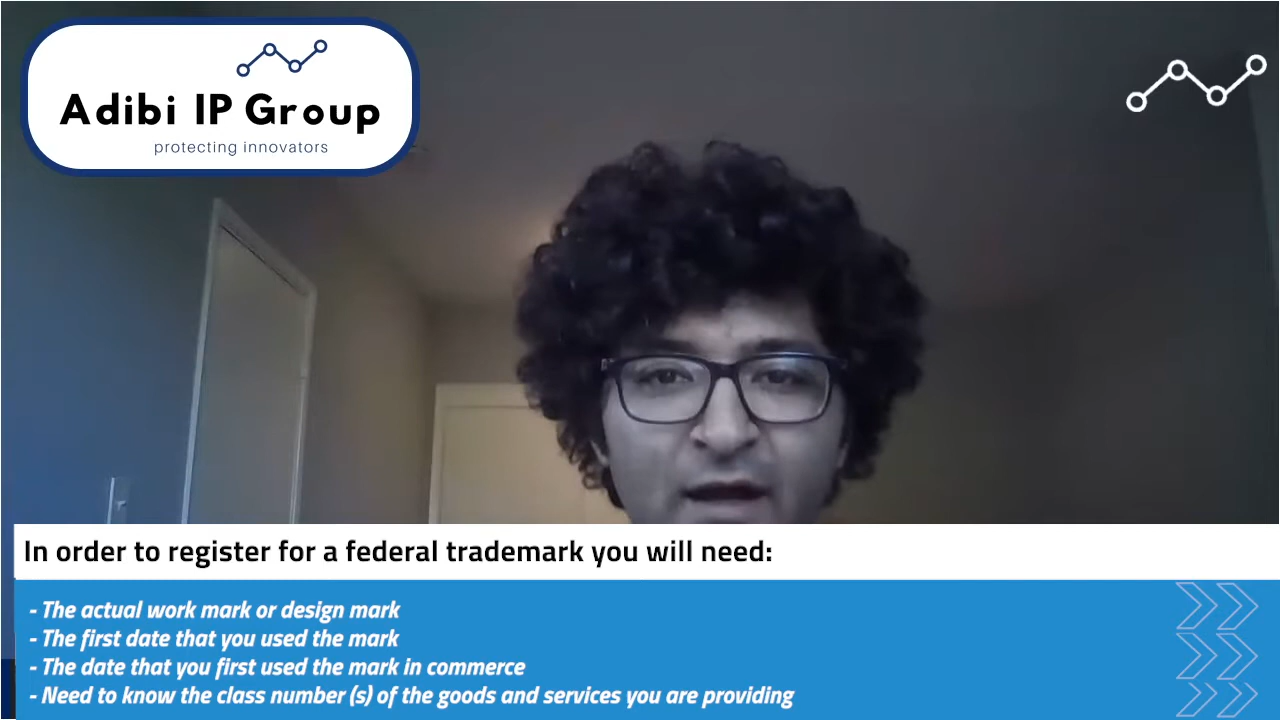 Adibi IP Group
protecting innovators
In order to register for a federal trademark you will need:
- The actual work mark or design mark
- The first date that you used the mark
- The date that you first used the mark in commerce
- Need to know the class number (s) of the goods and services you are providing